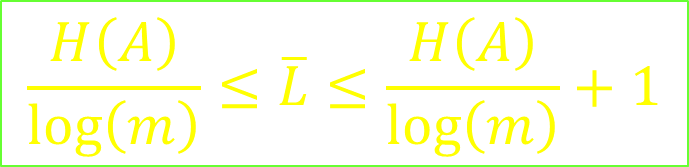 H(A)/log(m) ≤ L̄ ≤ H(A)/log(m) + 1